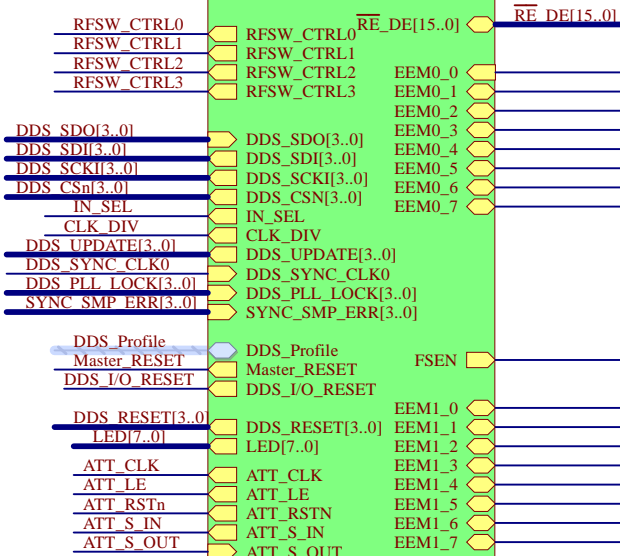 RFSW_CTRL0
RFSW_CTRL1
RFSW_CTRL2
RFSW_CTRL3
DDS_SDO[3..0]
DDS_SDI[3..0]
DDS_SCKI[3..0]
DDS_CSn[3..0]
IN_SEL
CLK_DIV
DDS_UPDATE[3..0]
DDS_SYNC_CLK0
DDS_PLL_LOCK[3..0]
SYNC_SMP_ERR[3..0]
DDS_Profile
Master_RESET
DDS_I/O_RESET
DDS_RESET[3..0]
LED[7..0]
ATT_CLK
ATT_LE
ATT_RSTn
ATT_S_IN
ATT_S_OUT
RFSW_CTRL0
RFSW_CTRL1
RFSW_CTRL2
RFSW_CTRL3
DDS_SDO[3..0]
DDS_SDI[3..0]
DDS_SCKI[3..0]
DDS_CSN[3..0]
IN_SEL
CLK_DIV
DDS_UPDATE[3..0]
DDS_SYNC_CLK0
DDS_PLL_LOCK[3..0]
SYNC_SMP_ERR[3..0]
DDS_Profile
Master_RESET
DDS_I/O_RESET
DDS_RESET[3..0]
LED[7..0]
ATT_CLK
ATT_LE
ATT_RSTN
ATT_S_IN
ATT_S_OUT
RE_DE[15..0]
EEM0_0
EEM0_1
EEM0_2
EEM0_3
EEM0_4
EEM0_5
EEM0_6
EEM0_7
FSEN
EEM1_0
EEM1_1
EEM1_2
EEM1_3
EEM1_4
EEM1_5
EEM1_6
EEM1_7
RE_DE[15..0]